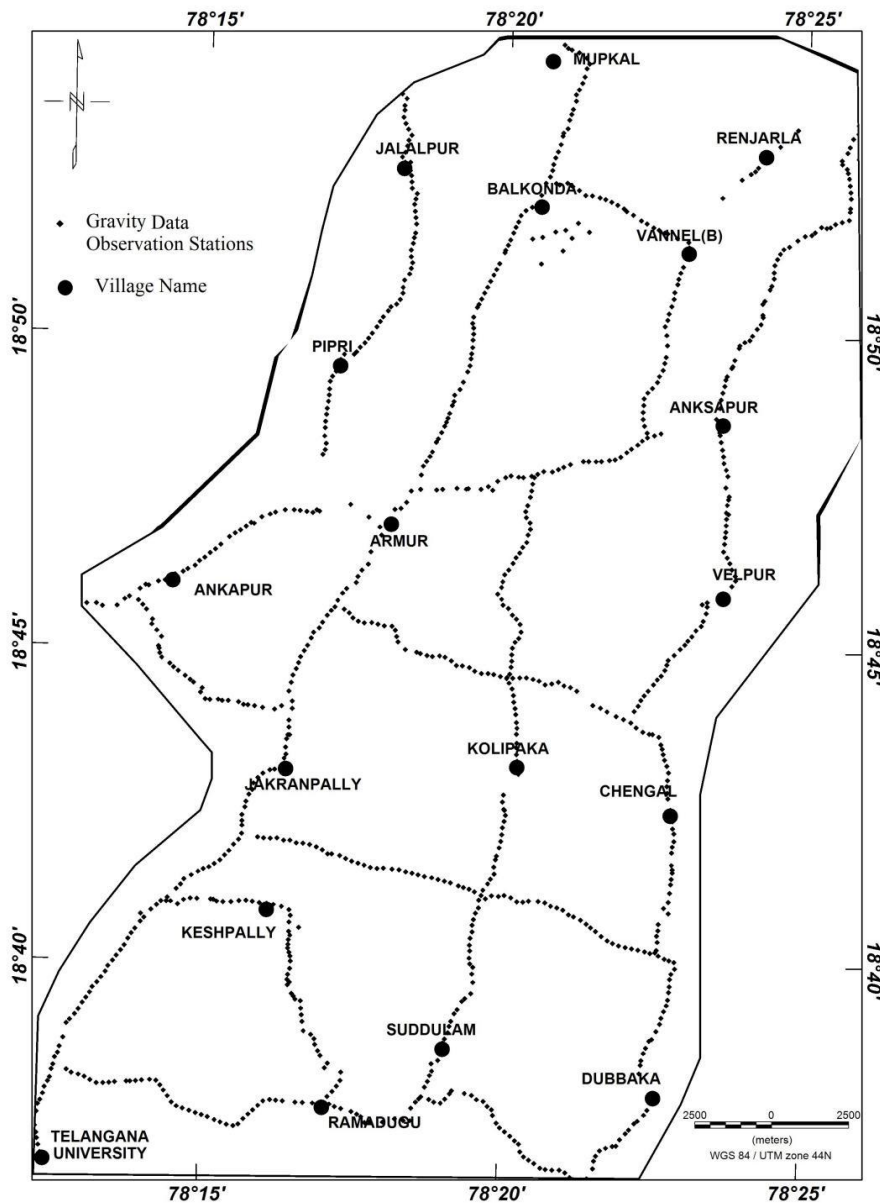 78°15'
78°20'
78°25'
N
MUPKAL
RENJARLA
JALALPUR
BALKONDA
VANNEL(B)
Gravity Data
Observation Stations
Village Name
18°50'
18°50'
PIPRI
ANKSAPUR
ARMUR
ANKAPUR
VELPUR
18°45'
18°45'
KOLIPAKA
JAKRANPALLY
CHENGAL
KESHPALLY
18°40'
18°40'
SUDDULAM
DUBBAKA
RAMADUGU
TELANGANA
UNIVERSITY
2500 0 2500
(meters)
WGS 84 / UTM zone 44N
78°15'
78°20'
78°25'